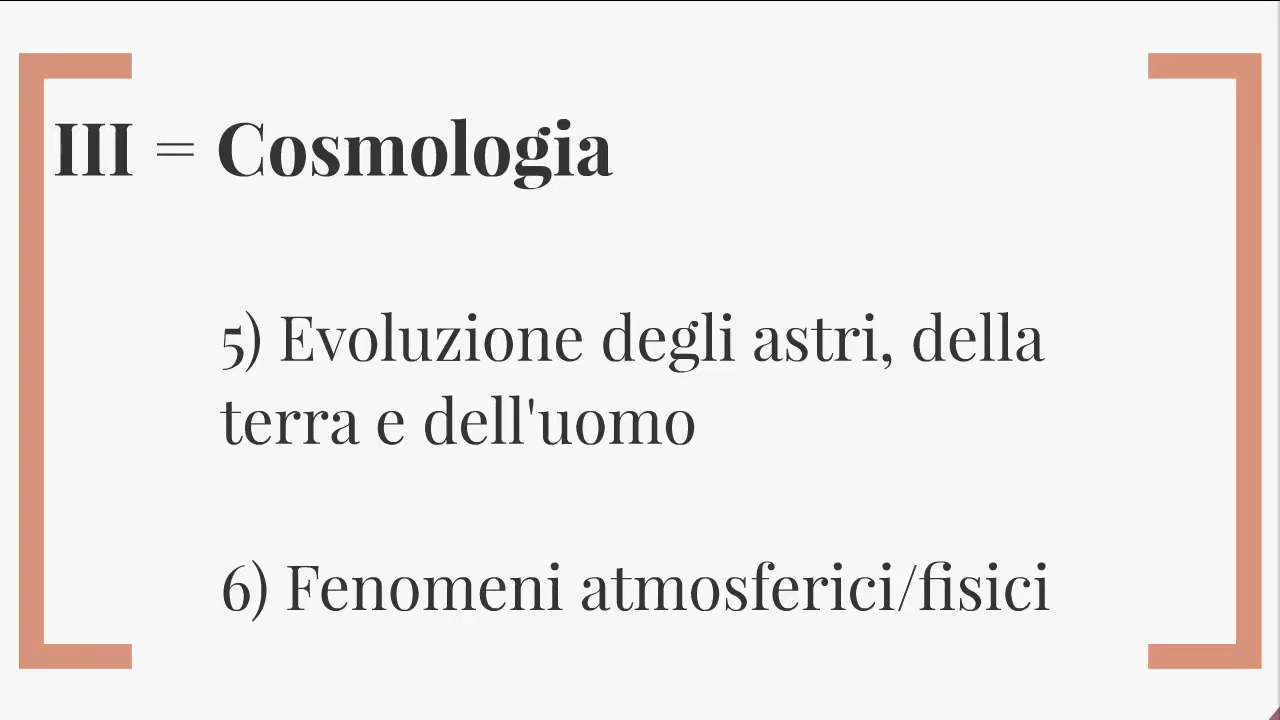 III = Cosmologia
5) Evoluzione degli astri, della
terra e dell'uomo
6) Fenomeni atmosferici/fisici